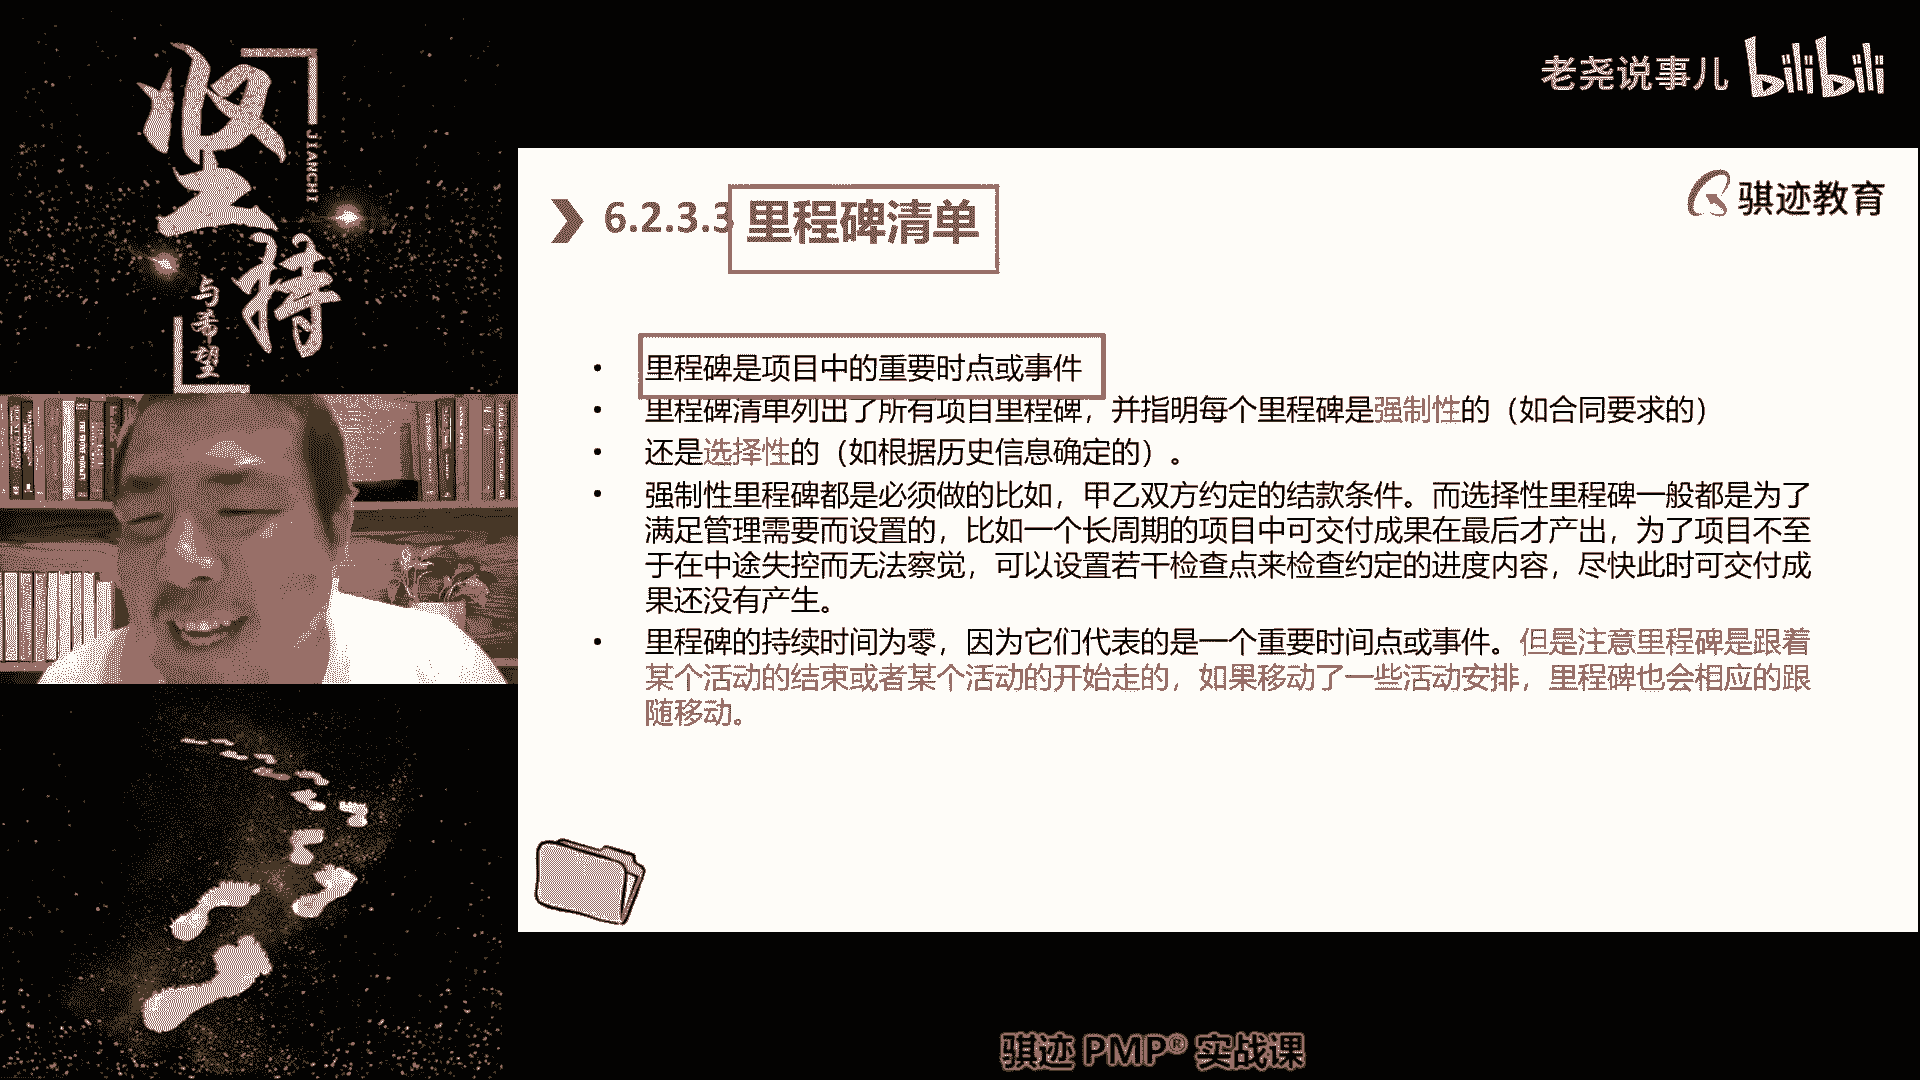 坚持
JIANCHI
与希望
老尧说事儿 bilibili
骐迹教育
6.2.3.3 里程碑清单
• 里程碑是项目中的重要时点或事件
• 里程碑清单列出了所有项目里程碑，并指明每个里程碑是强制性的（如合同要求的）
• 还是选择性的（如根据历史信息确定的）。
• 强制性里程碑都是必须做的比如，甲乙双方约定的结款条件。而选择性里程碑一般都是为了
满足管理需要而设置的，比如一个长周期的项目中可交付成果在最后才产出，为了项目不至
于在中途失控而无法察觉，可以设置若干检查点来检查约定的进度内容，尽快此时可交付成
果还没有产生。
• 里程碑的持续时间为零，因为它们代表的是一个重要时间点或事件。但是注意里程碑是跟着
某个活动的结束或者某个活动的开始走的，如果移动了一些活动安排，里程碑也会相应的跟
随移动。
骐迹 PMP® 实战课